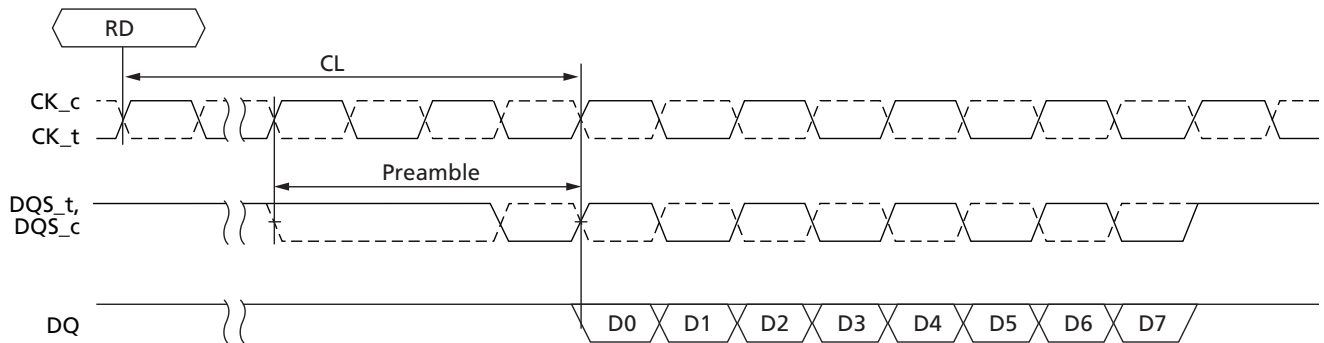 RD
CL
CK_c
CK_t
Preamble
DQS_t,
DQS_c
DQ
D0 D1 D2 D3 D4 D5 D6 D7